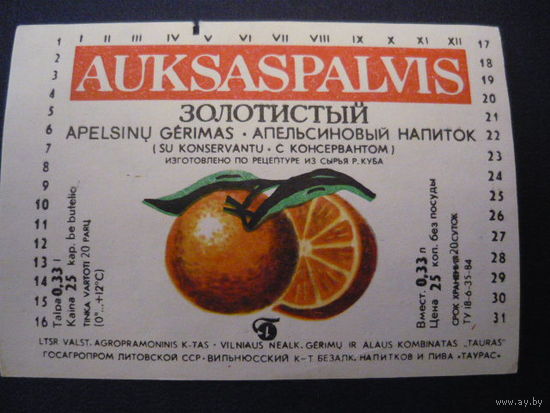 I II III IV V VI VII VIII IX X XI XII
1
2
3
4
5
6
7
8
9
10
11
12
13
14
15
16
17
18
19
20
21
22
23
24
25
26
27
28
29
30
31
AUKSASPALVIS
ЗОЛОТИСТЫЙ
APELSINŲ GĖRIMAS · АПЕЛЬСИНОВЫЙ НАПИТОК
(SU KONSERVANTU · С КОНСЕРВАНТОМ)
ИЗГОТОВЛЕНО ПО РЕЦЕПТУРЕ ИЗ СЫРЬЯ Р. КУБА
Talpa 0,33 l
Kaina 25 kap. be butelio
TINKA VARTOTI 20 PARŲ
(0°...+12°C)
Вмест. 0,33 л
Цена 25 коп. без посуды
СРОК ХРАНЕНИЯ 20 СУТОК
ТУ 18-6-35-84
LTSR VALST. AGROPRAMONINIS K-TAS · VILNIAUS NEALK. GĖRIMŲ IR ALAUS KOMBINATAS „TAURAS"
ГОСАГРОПРОМ ЛИТОВСКОЙ ССР · ВИЛЬНЮССКИЙ К-Т БЕЗАЛК. НАПИТКОВ И ПИВА «ТАУРАС»
www.ay.by